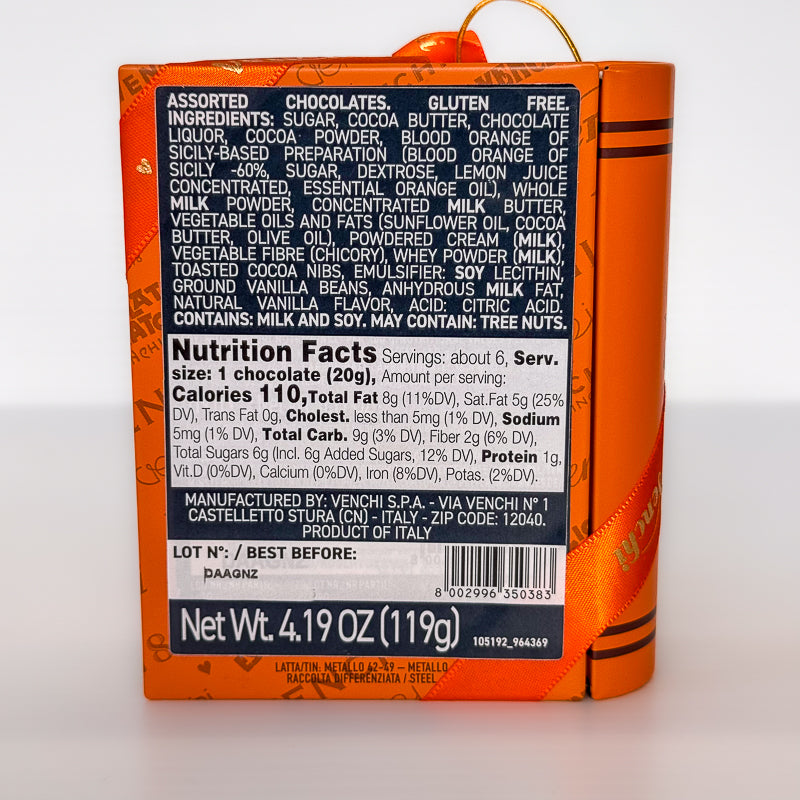 ASSORTED CHOCOLATES. GLUTEN FREE.
INGREDIENTS: SUGAR, COCOA BUTTER, CHOCOLATE
LIQUOR, COCOA POWDER, BLOOD ORANGE OF
SICILY-BASED PREPARATION (BLOOD ORANGE OF
SICILY -60%, SUGAR, DEXTROSE, LEMON JUICE
CONCENTRATED, ESSENTIAL ORANGE OIL), WHOLE
MILK POWDER, CONCENTRATED MILK BUTTER,
VEGETABLE OILS AND FATS (SUNFLOWER OIL, COCOA
BUTTER, OLIVE OIL), POWDERED CREAM (MILK),
VEGETABLE FIBRE (CHICORY), WHEY POWDER (MILK),
TOASTED COCOA NIBS, EMULSIFIER: SOY LECITHIN,
GROUND VANILLA BEANS, ANHYDROUS MILK FAT,
NATURAL VANILLA FLAVOR, ACID: CITRIC ACID.
CONTAINS: MILK AND SOY. MAY CONTAIN: TREE NUTS.
Nutrition Facts Servings: about 6, Serv.
size: 1 chocolate (20g), Amount per serving:
Calories 110, Total Fat 8g (11%DV), Sat.Fat 5g (25%
DV), Trans Fat 0g, Cholest. less than 5mg (1% DV), Sodium
5mg (1% DV), Total Carb. 9g (3% DV), Fiber 2g (6% DV),
Total Sugars 6g (Incl. 6g Added Sugars, 12% DV), Protein 1g,
Vit.D (0%DV), Calcium (0%DV), Iron (8%DV), Potas. (2%DV).
MANUFACTURED BY: VENCHI S.P.A. - VIA VENCHI N° 1
CASTELLETTO STURA (CN) - ITALY - ZIP CODE: 12040.
PRODUCT OF ITALY
LOT N°: / BEST BEFORE:
DAAGNZ
8 002996 350383
Net Wt. 4.19 OZ (119g)
105192_964369
LATTA/TIN: METALLO 62-49 – METALLO
RACCOLTA DIFFERENZIATA / STEEL
Venchi